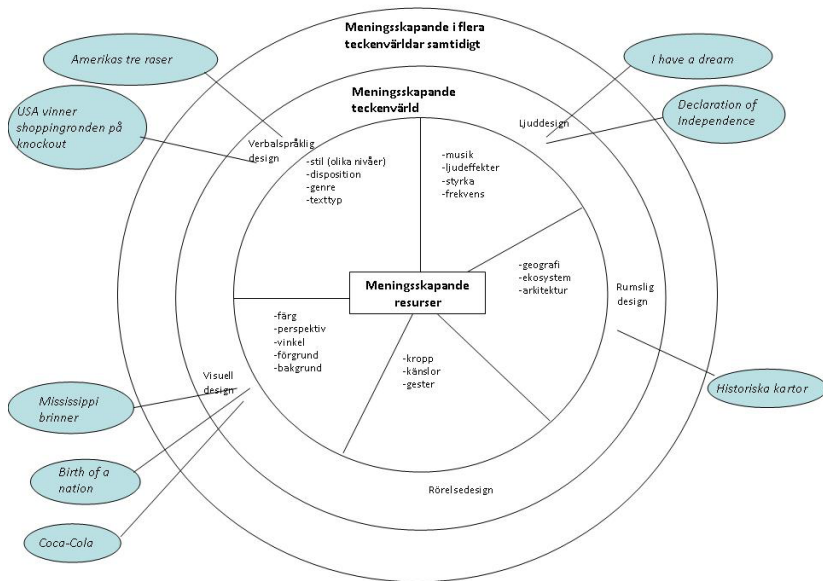 Meningsskapande i flera
teckenvärldar samtidigt
Amerikas tre raser
I have a dream
USA vinner
shoppingronden på
knockout
Meningsskapande
teckenvärld
Declaration of
Independence
Ljuddesign
Verbalspråklig
design
-stil (olika nivåer)
-disposition
-genre
-texttyp
-musik
-ljudeffekter
-styrka
-frekvens
-geografi
-ekosystem
-arkitektur
Rumslig
design
Meningsskapande
resurser
-färg
-perspektiv
-vinkel
-förgrund
-bakgrund
-kropp
-känslor
-gester
Visuell
design
Historiska kartor
Mississippi
brinner
Birth of a
nation
Rörelsedesign
Coca-Cola